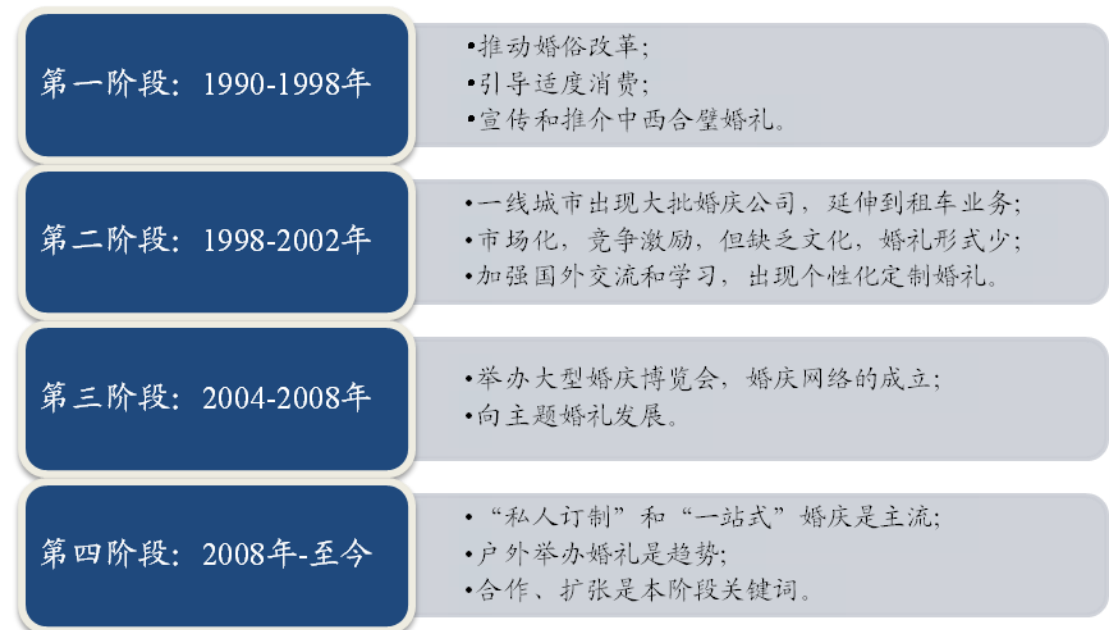 第一阶段：1990-1998年
•推动婚俗改革；
•引导适度消费；
•宣传和推介中西合璧婚礼。
第二阶段：1998-2002年
•一线城市出现大批婚庆公司，延伸到租车业务；
•市场化，竞争激励，但缺乏文化，婚礼形式少；
•加强国外交流和学习，出现个性化定制婚礼。
第三阶段：2004-2008年
•举办大型婚庆博览会，婚庆网络的成立；
•向主题婚礼发展。
第四阶段：2008年-至今
•“私人订制”和“一站式”婚庆是主流；
•户外举办婚礼是趋势；
•合作、扩张是本阶段关键词。